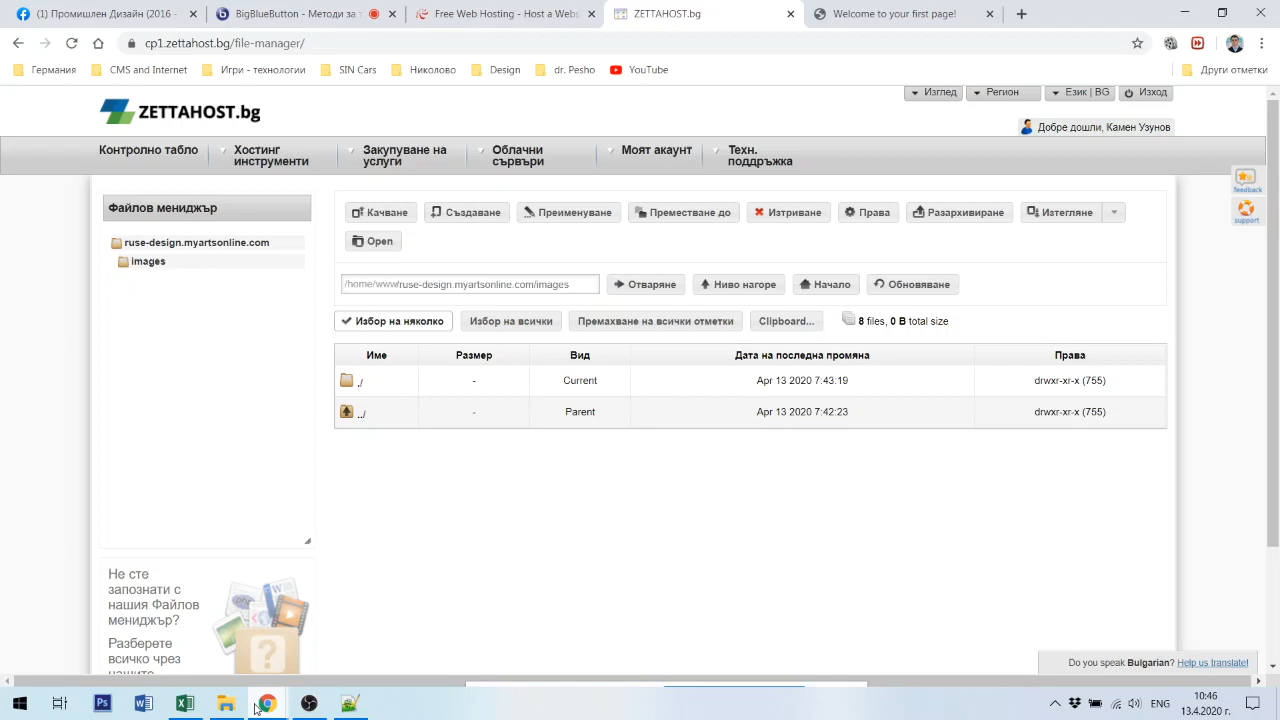 Промишлен Дизайн (2016 -
BigBlueButton - Методи за
Free Web Hosting - Host a Webs
ZETTAHOST.bg
Welcome to your first page!
cp1.zettahost.bg/file-manager/
Германия
CMS and Internet
Игри - технологии
SIN Cars
Николово
Design
dr. Pesho
YouTube
Други отметки
ZETTAHOST.bg
Изглед
Регион
Език | BG
Изход
Добре дошли, Камен Узунов
Контролно табло
Хостинг
инструменти
Закупуване на
услуги
Облачни
сървъри
Моят акаунт
Техн.
поддръжка
feedback
support
Файлов мениджър
ruse-design.myartsonline.com
images
Качване
Създаване
Преименуване
Преместване до
Изтриване
Права
Разархивиране
Изтегляне
Open
/home/www/ruse-design.myartsonline.com/images
Отваряне
Ниво нагоре
Начало
Обновяване
Избор на няколко
Избор на всички
Премахване на всички отметки
Clipboard...
8 files, 0 B total size
Име
Размер
Вид
Дата на последна промяна
Права
./
-
Current
Apr 13 2020 7:43:19
drwxr-xr-x (755)
../
-
Parent
Apr 13 2020 7:42:23
drwxr-xr-x (755)
Не сте
запознати с
нашия Файлов
мениджър?
Разберете
всичко чрез
нашите
Do you speak Bulgarian? Help us translate!
ENG
10:46
13.4.2020 г.